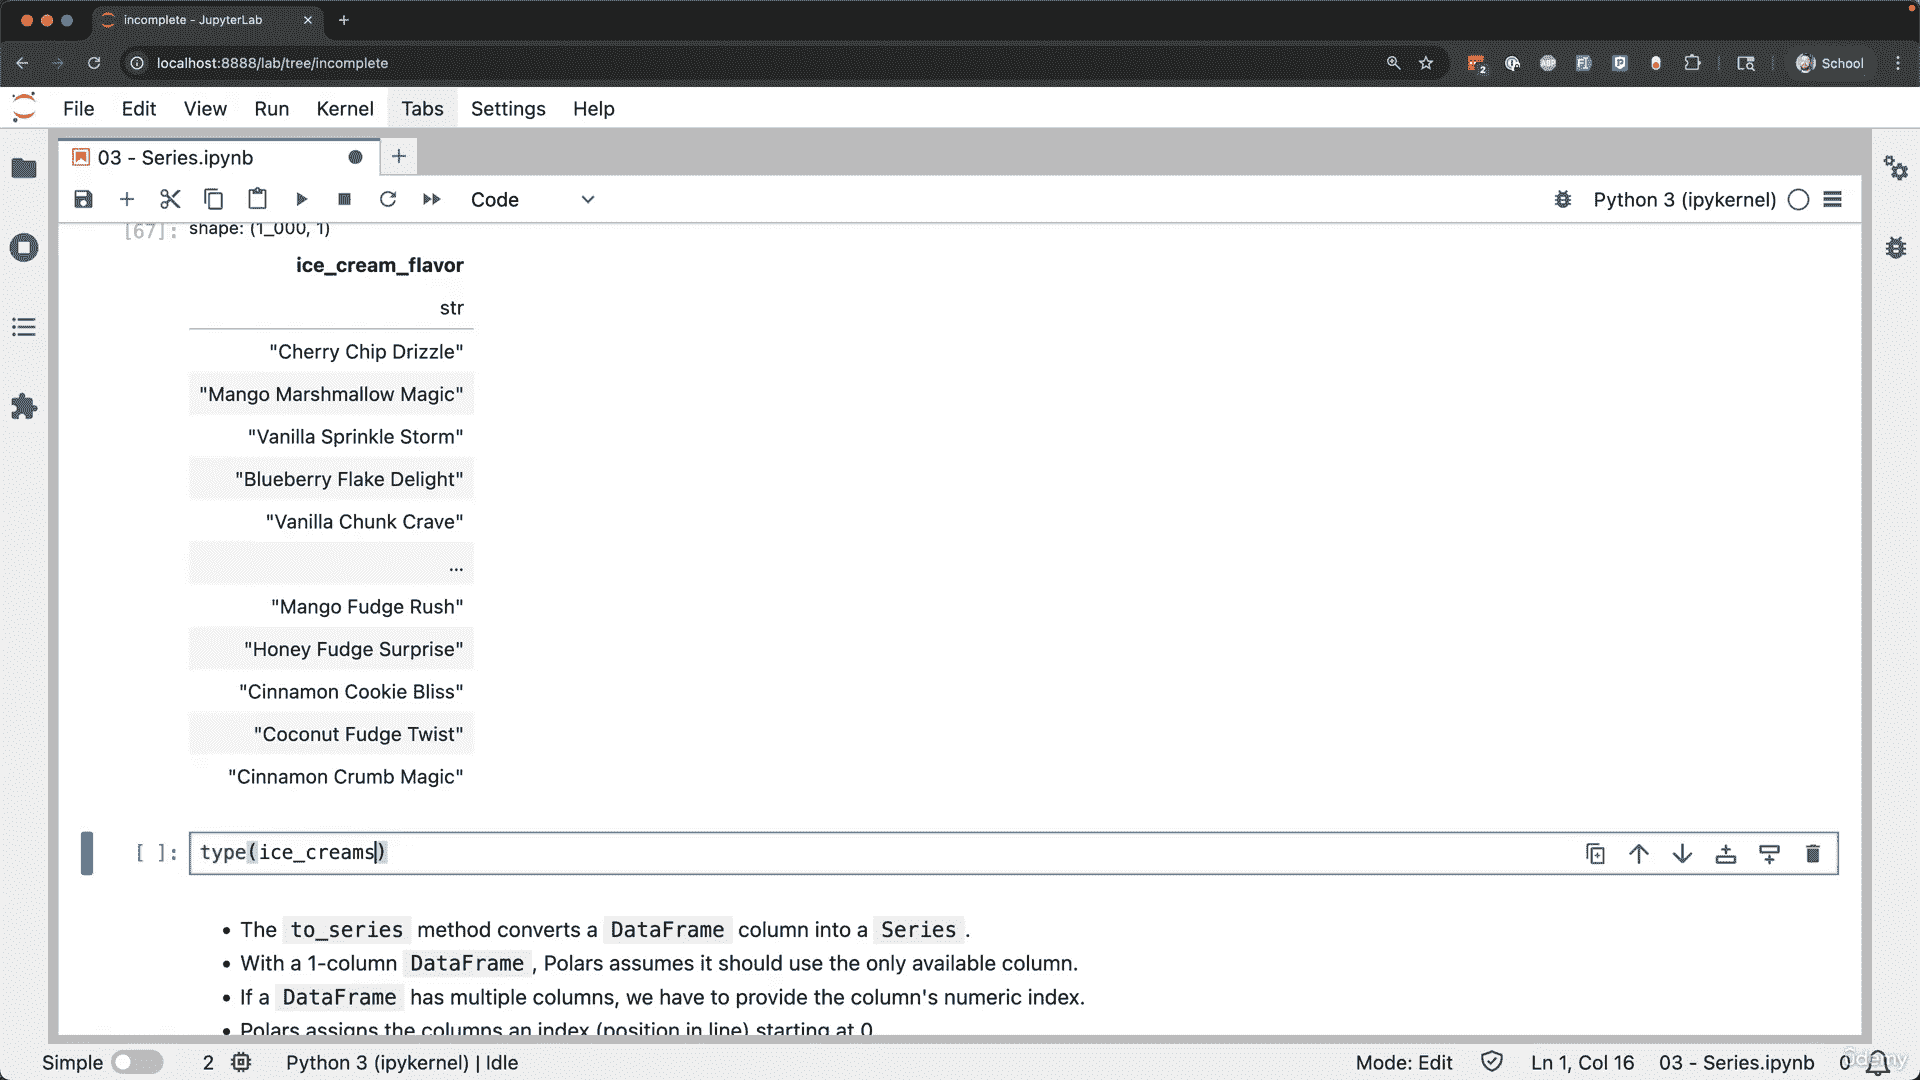 incomplete - JupyterLab
localhost:8888/lab/tree/incomplete
2
ABP
School
File Edit View Run Kernel Tabs Settings Help
03 - Series.ipynb
Code
Python 3 (ipykernel)
[67]: shape: (1_000, 1)
ice_cream_flavor
str
"Cherry Chip Drizzle"
"Mango Marshmallow Magic"
"Vanilla Sprinkle Storm"
"Blueberry Flake Delight"
"Vanilla Chunk Crave"
...
"Mango Fudge Rush"
"Honey Fudge Surprise"
"Cinnamon Cookie Bliss"
"Coconut Fudge Twist"
"Cinnamon Crumb Magic"
[ ]: type(ice_creams)
• The to_series method converts a DataFrame column into a Series.
• With a 1-column DataFrame, Polars assumes it should use the only available column.
• If a DataFrame has multiple columns, we have to provide the column's numeric index.
• Polars assigns the columns an index (position in line) starting at 0
Simple 2 Python 3 (ipykernel) | Idle Mode: Edit Ln 1, Col 16 03 - Series.ipynb 0
udemy